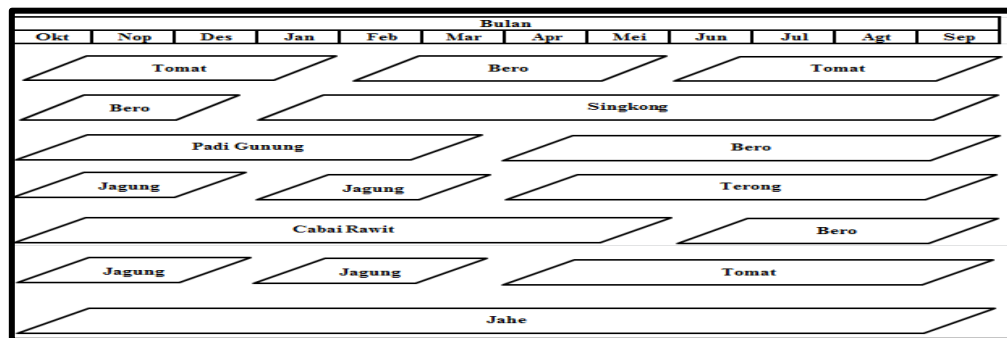 Bulan
Okt Nop Des Jan Feb Mar Apr Mei Jun Jul Agt Sep
Tomat Bero Tomat
Bero Singkong
Padi Gunung Bero
Jagung Jagung Terong
Cabai Rawit Bero
Jagung Jagung Tomat
Jahe